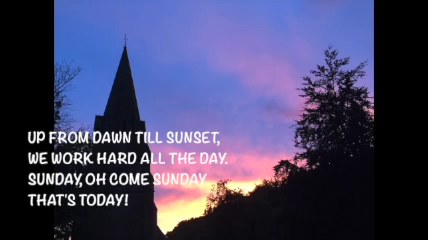 UP FROM DAWN TILL SUNSET,
WE WORK HARD ALL THE DAY.
SUNDAY, OH COME SUNDAY
THAT'S TODAY!